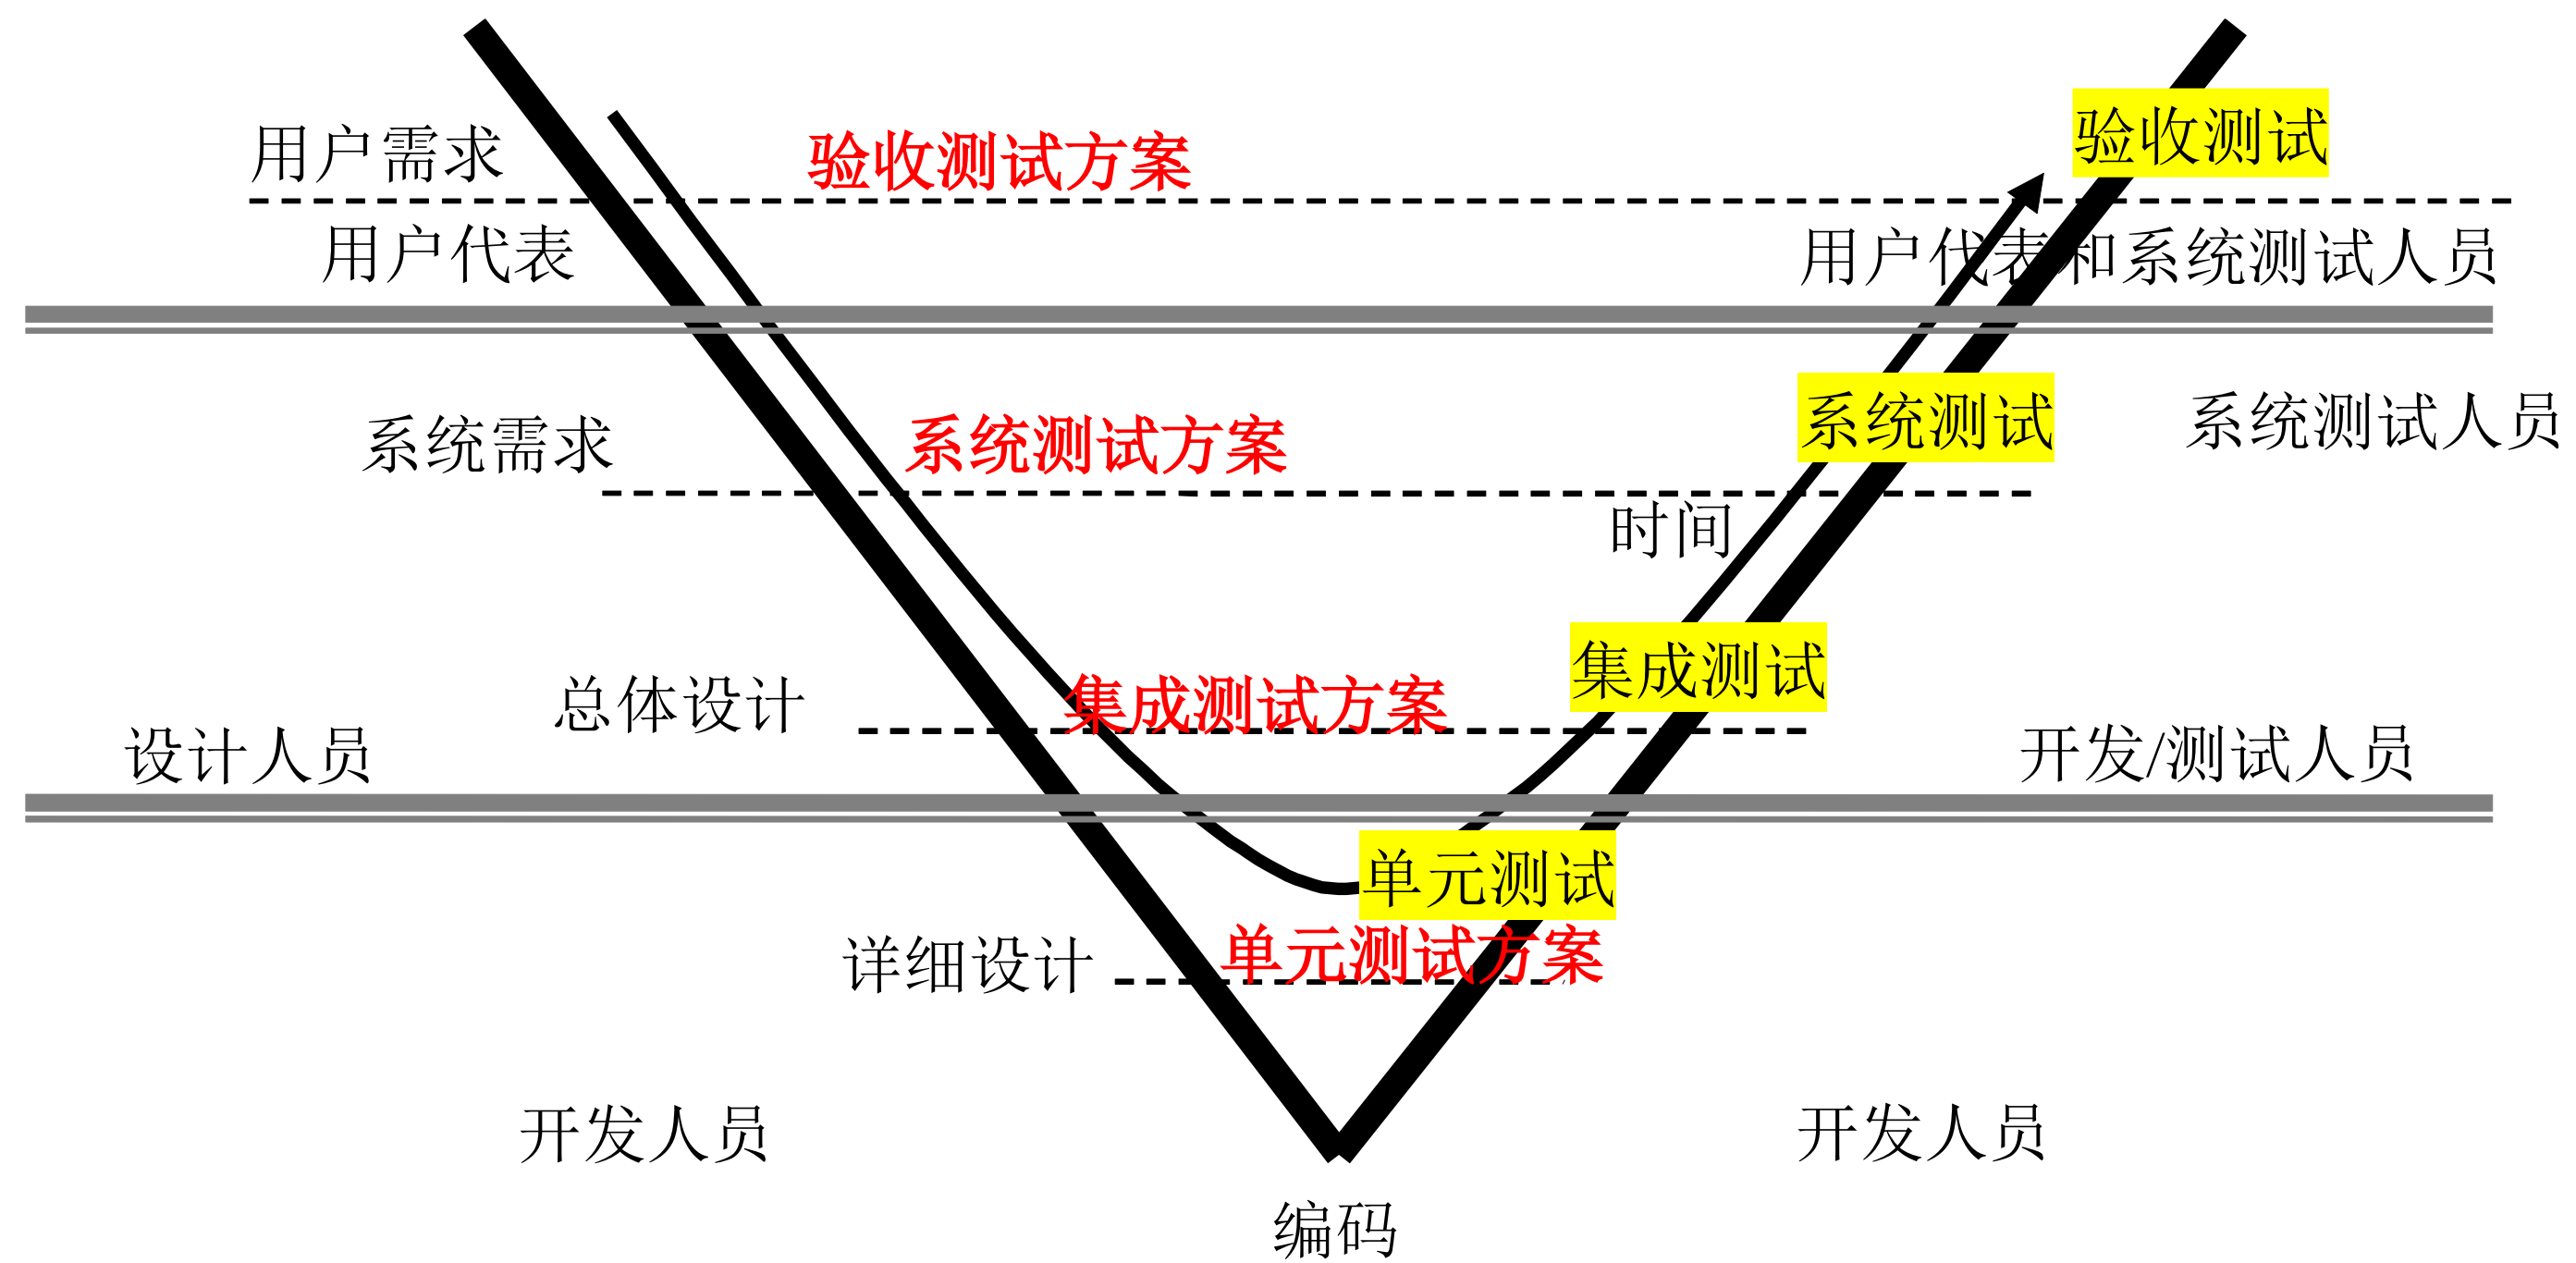 用户需求
验收测试方案
验收测试
用户代表
用户代表和系统测试人员
系统需求
系统测试方案
系统测试
系统测试人员
时间
总体设计
集成测试方案
集成测试
设计人员
开发/测试人员
单元测试
详细设计
单元测试方案
开发人员
开发人员
编码